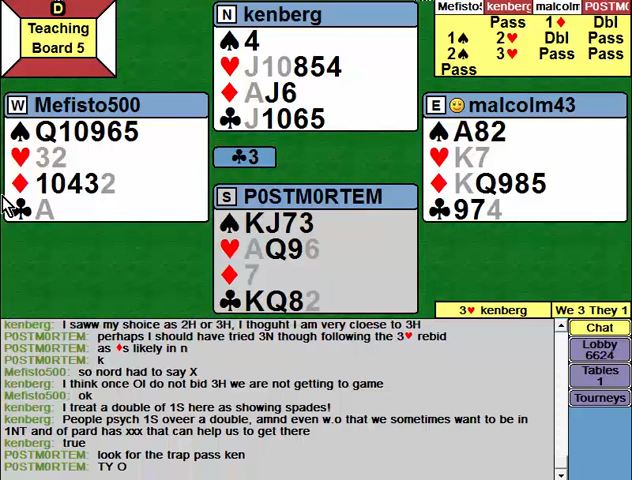 D
Teaching
Board 5
N kenberg
♠ 4
♥ J10854
♦ AJ6
♣ J1065
Mefisto! kenberg malcolm P0STM0
Pass 1♦ Dbl
1♠ 2♥ Dbl Pass
2♠ 3♥ Pass Pass
Pass
W Mefisto500
♠ Q10965
♥ 32
♦ 10432
♣ A
♣3
E malcolm43
♠ A82
♥ K7
♦ KQ985
♣ 974
S P0STM0RTEM
♠ KJ73
♥ AQ96
♦ 7
♣ KQ82
3♥ kenberg We 3 They 1
kenberg: I saww my shoice as 2H or 3H, I thoguht I am very cloese to 3H
P0STM0RTEM: perhaps I should have tried 3N though following the 3♥ rebid
P0STM0RTEM: as ♦s likely in n
P0STM0RTEM: k
Mefisto500: so nord had to say X
kenberg: I think once OI do not bid 3H we are not getting to game
Mefisto500: ok
kenberg: I treat a double of 1S here as showing spades!
kenberg: People psych 1S oveer a double, amnd even w.o that we sometimes want to be in
1NT and of pard has xxx that can help us to get there
kenberg: true
P0STM0RTEM: look for the trap pass ken
P0STM0RTEM: TY O
Chat
Lobby
6624
Tables
1
Tourneys